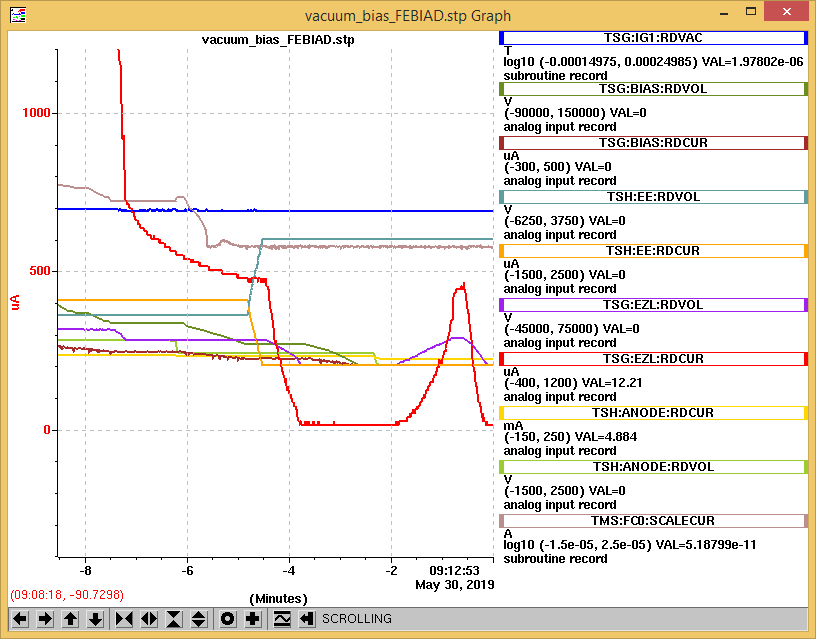 vacuum_bias_FEBIAD.stp Graph
vacuum_bias_FEBIAD.stp
1000
500
0
uA
-8
-6
-4
-2
09:12:53
May 30, 2019
(Minutes)
(09:08:18, -90.7298)
TSG:IG1:RDVAC
T
log10 (-0.00014975, 0.00024985) VAL=1.97802e-06
subroutine record
TSG:BIAS:RDVOL
V
(-90000, 150000) VAL=0
analog input record
TSG:BIAS:RDCUR
uA
(-300, 500) VAL=0
analog input record
TSH:EE:RDVOL
V
(-6250, 3750) VAL=0
analog input record
TSH:EE:RDCUR
uA
(-1500, 2500) VAL=0
analog input record
TSG:EZL:RDVOL
V
(-45000, 75000) VAL=0
analog input record
TSG:EZL:RDCUR
uA
(-400, 1200) VAL=12.21
analog input record
TSH:ANODE:RDCUR
mA
(-150, 250) VAL=4.884
analog input record
TSH:ANODE:RDVOL
V
(-1500, 2500) VAL=0
analog input record
TMS:FC0:SCALECUR
A
log10 (-1.5e-05, 2.5e-05) VAL=5.18799e-11
subroutine record
SCROLLING